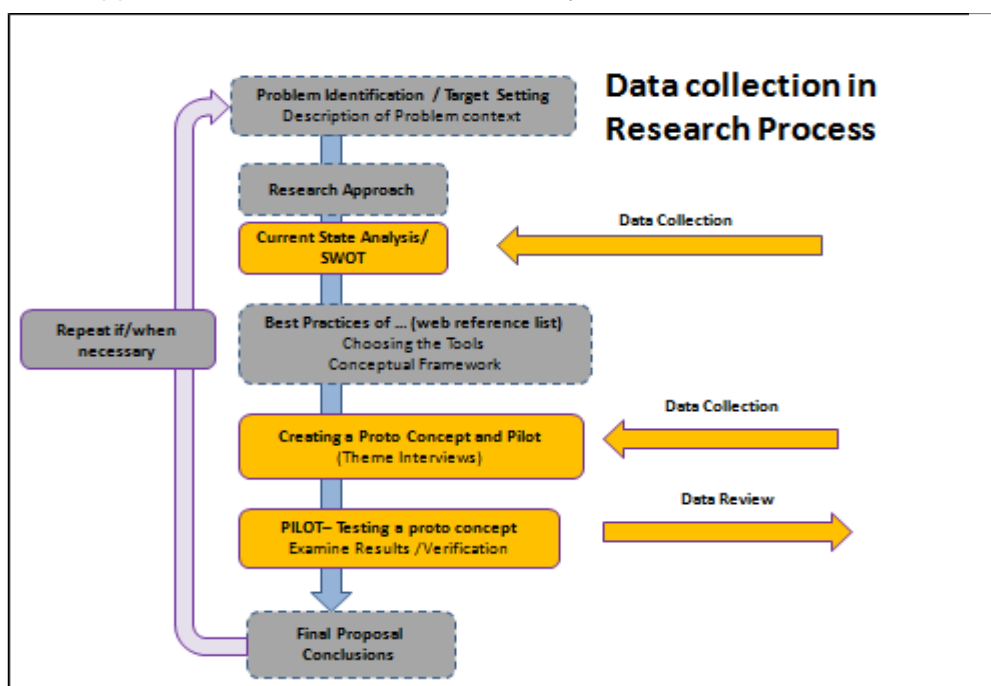 Data collection in
Research Process
Problem Identification / Target Setting
Description of Problem context
Research Approach
Current State Analysis/
SWOT
Data Collection
Best Practices of ... (web reference list)
Choosing the Tools
Conceptual Framework
Repeat if/when
necessary
Creating a Proto Concept and Pilot
(Theme Interviews)
Data Collection
PILOT– Testing a proto concept
Examine Results /Verification
Data Review
Final Proposal
Conclusions